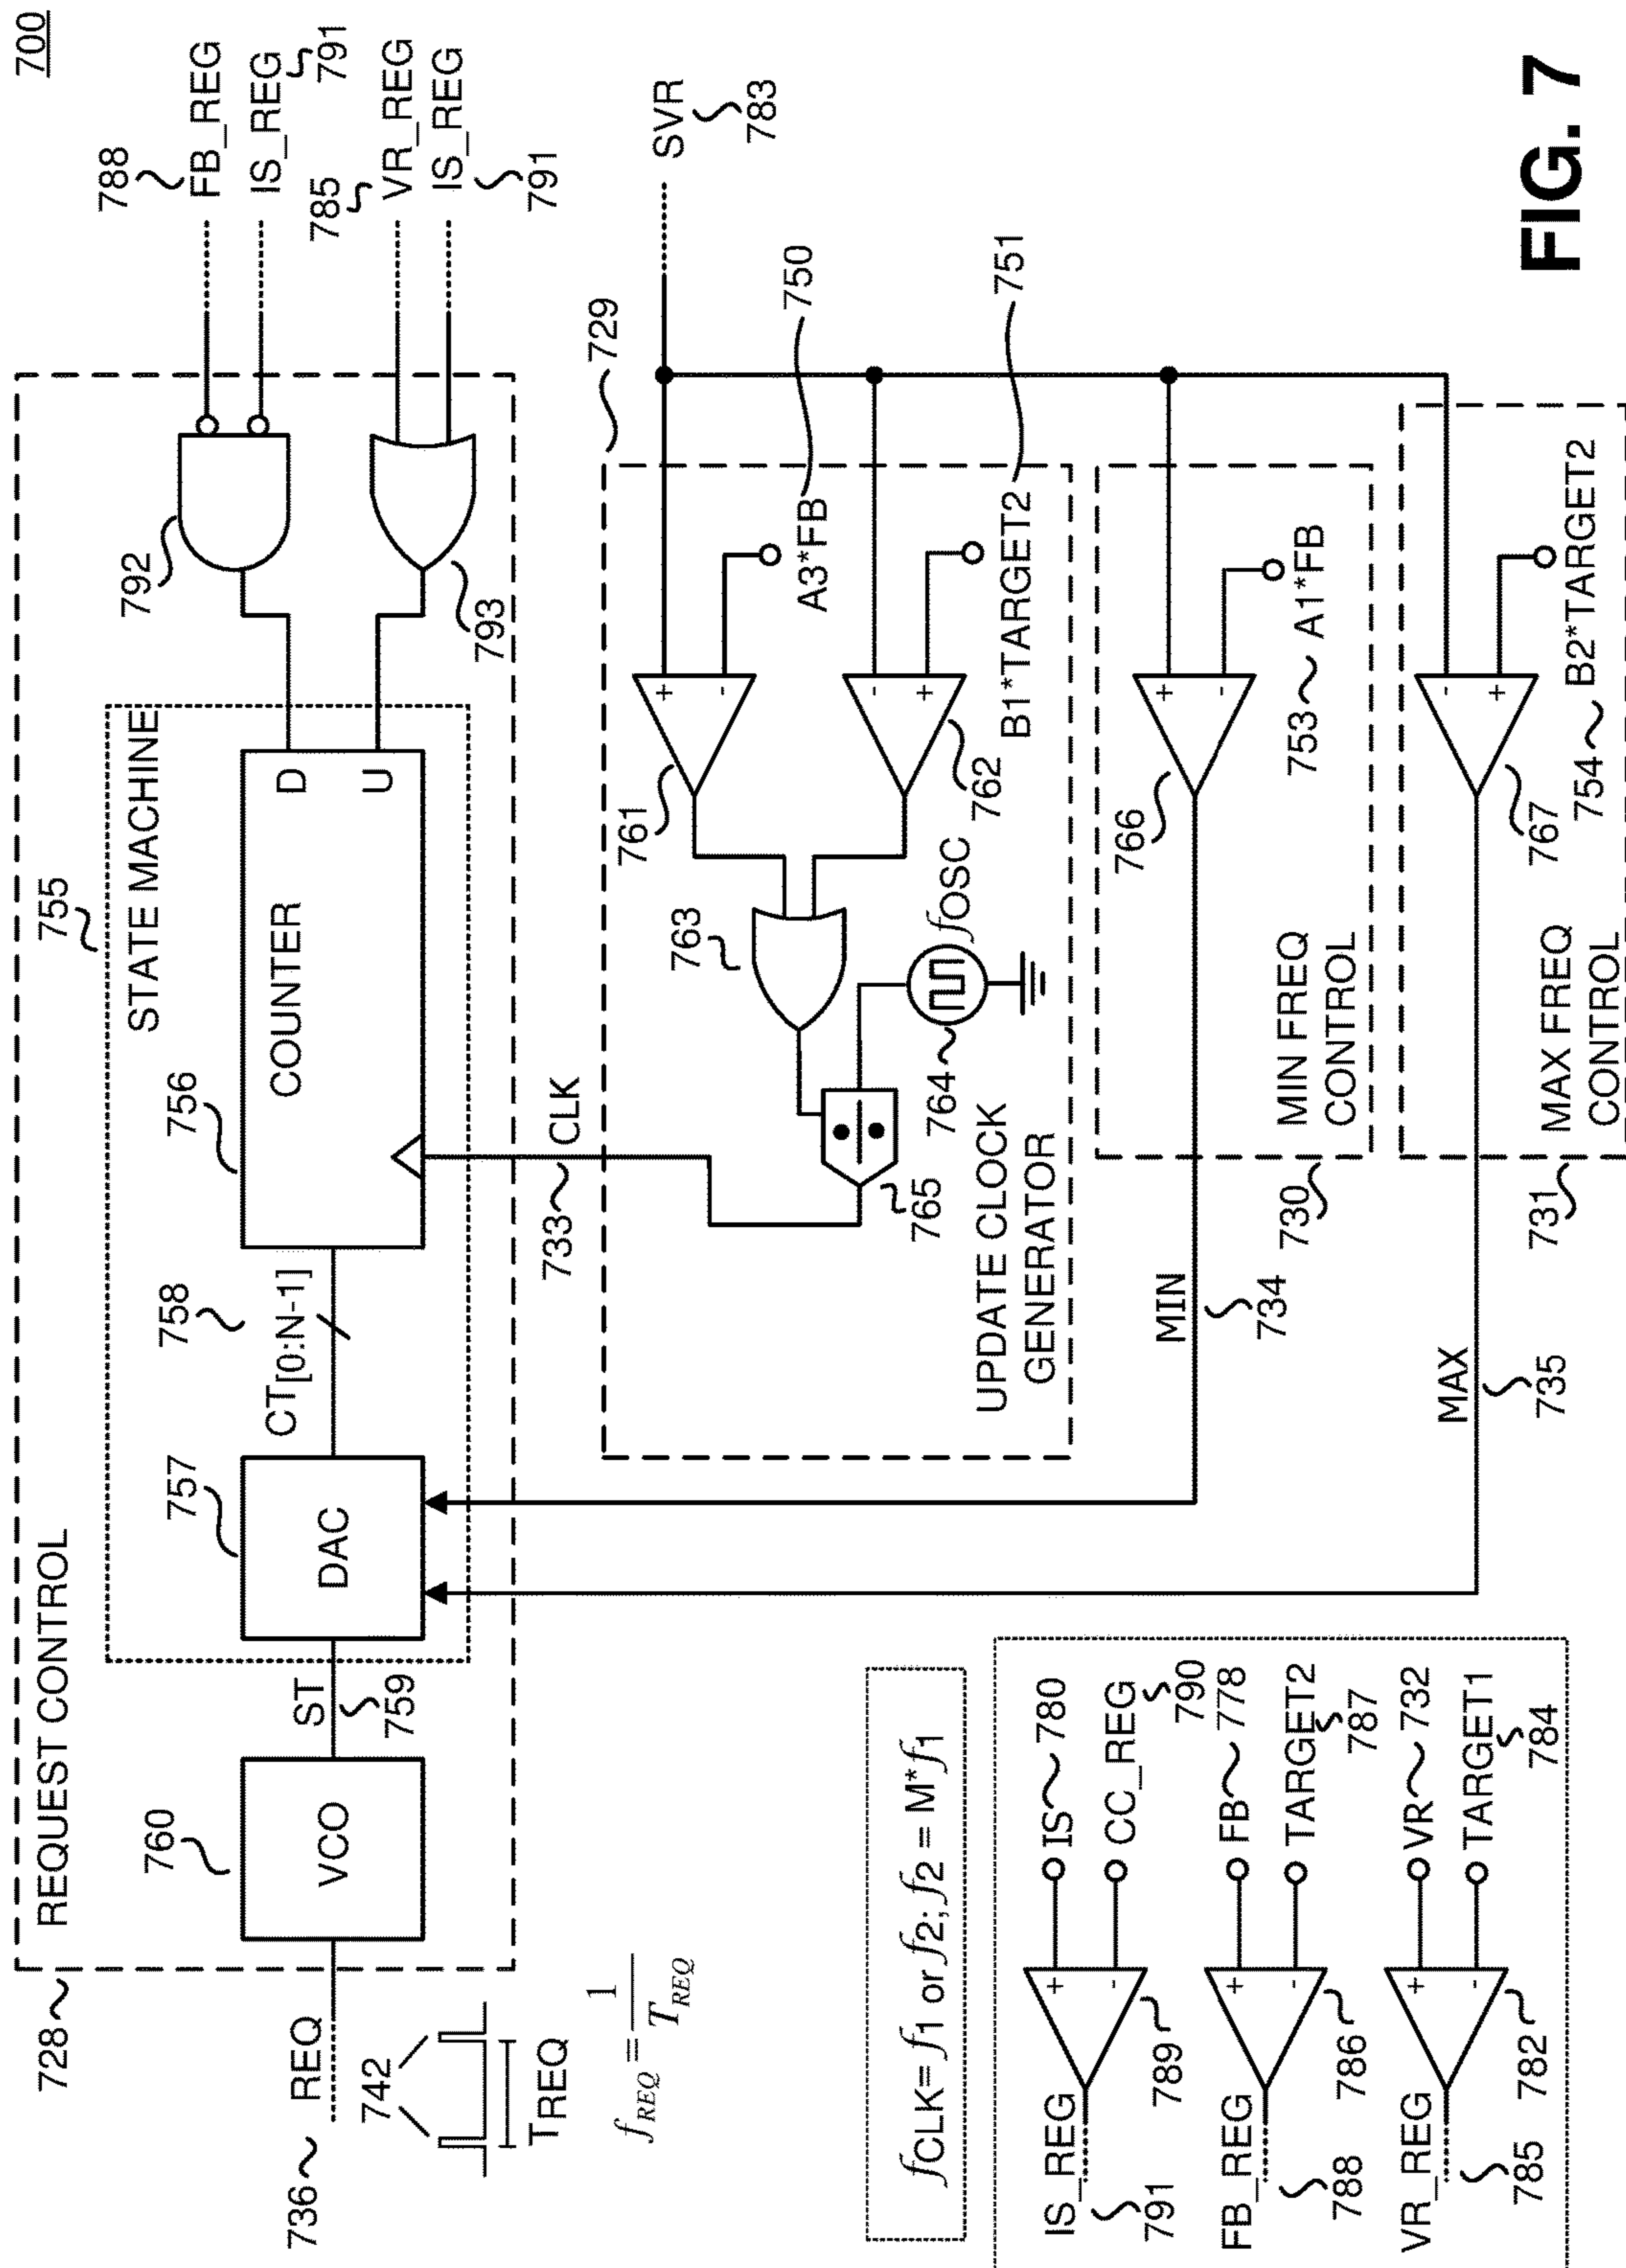 700
728
REQUEST CONTROL
755
STATE MACHINE
736
REQ
742
TREQ
fREQ = 1 / TREQ
760
VCO
ST
759
757
DAC
758
CT[0:N-1]
756
COUNTER
D
U
792
793
788
FB_REG
IS_REG
791
785
VR_REG
IS_REG
791
733
CLK
729
UPDATE CLOCK
GENERATOR
765
764
fOSC
763
761
+
-
A3*FB
750
762
-
+
B1*TARGET2
751
SVR
783
MIN
734
730
MIN FREQ
CONTROL
766
+
-
753
A1*FB
MAX
735
731
MAX FREQ
CONTROL
767
-
+
754
B2*TARGET2
fCLK= f1 or f2; f2 = M*f1
IS_REG
791
789
+
-
IS
780
CC_REG
790
FB_REG
788
786
+
-
FB
778
TARGET2
787
VR_REG
785
782
+
-
VR
732
TARGET1
784
FIG. 7